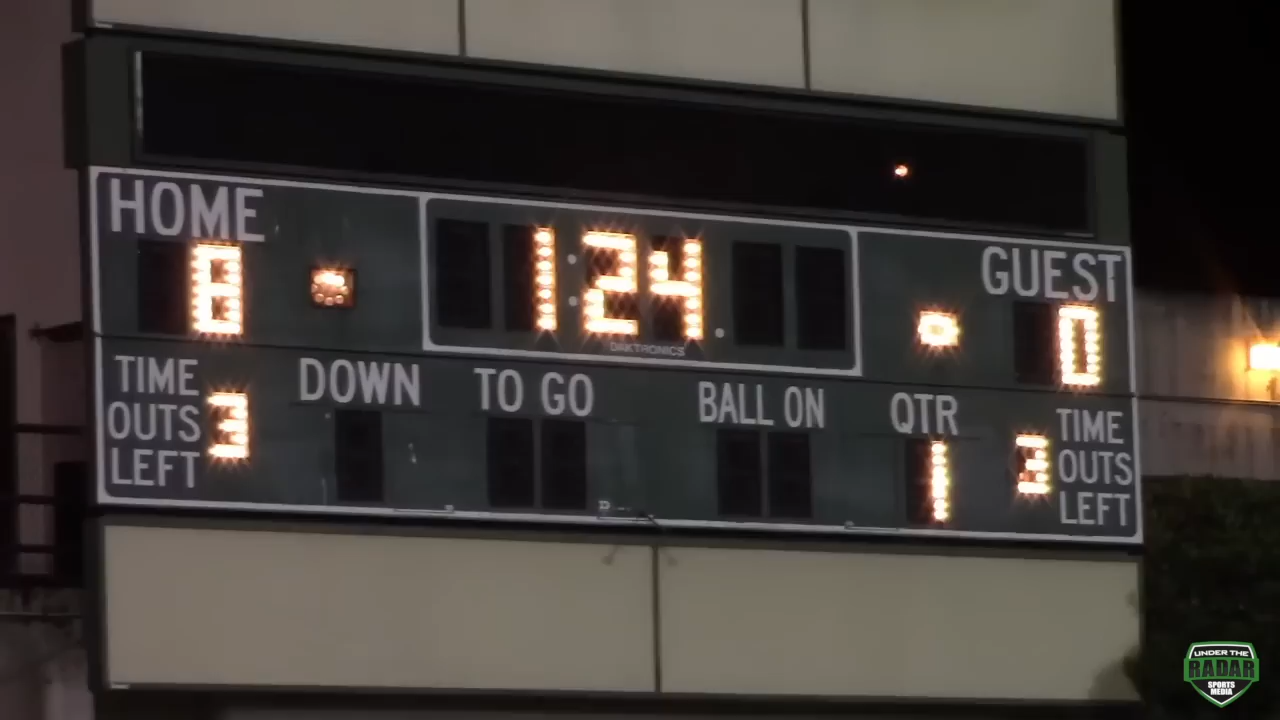 HOME
GUEST
8
1:24
0
DAKTRONICS
TIME OUTS LEFT
3
DOWN
TO GO
BALL ON
QTR
1
3
TIME OUTS LEFT
UNDER THE
RADAR
SPORTS
MEDIA